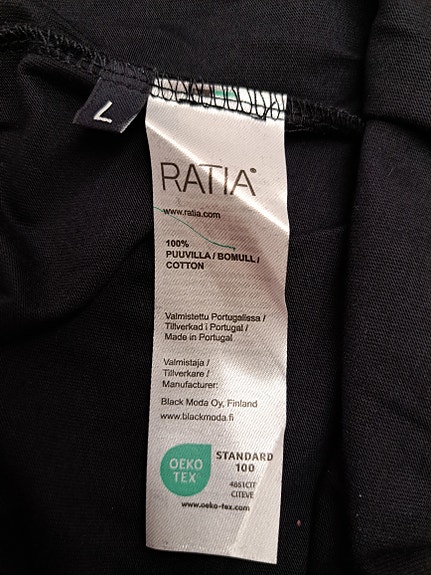 L
RATIA®
www.ratia.com
100%
PUUVILLA / BOMULL /
COTTON
Valmistettu Portugalissa /
Tillverkad i Portugal /
Made in Portugal
Valmistaja /
Tillverkare /
Manufacturer:
Black Moda Oy, Finland
www.blackmoda.fi
OEKO
TEX
STANDARD
100
4851CIT
CITEVE
www.oeko-tex.com